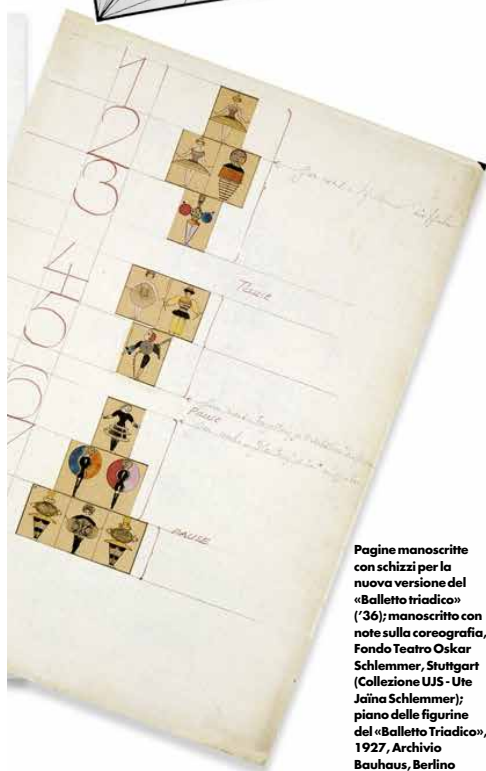 1
2
3
Pause
4
5
Pause
6
PAUSE
Pagine manoscritte
con schizzi per la
nuova versione del
«Balletto triadico»
(’36); manoscritto con
note sulla coreografia,
Fondo Teatro Oskar
Schlemmer, Stuttgart
(Collezione UJS - Ute
Jaïna Schlemmer);
piano delle figurine
del «Balletto Triadico»,
1927, Archivio
Bauhaus, Berlino